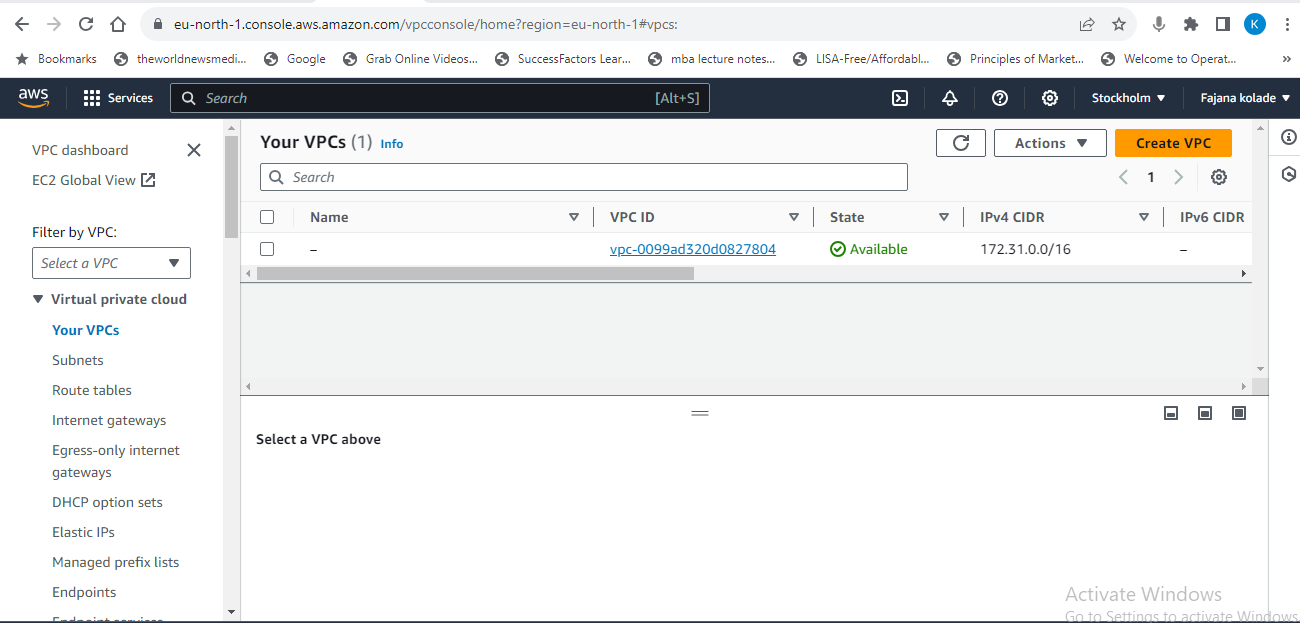 eu-north-1.console.aws.amazon.com/vpcconsole/home?region=eu-north-1#vpcs:
K
Bookmarks theworldnewsmedi... Google Grab Online Videos... SuccessFactors Lear... mba lecture notes... LISA-Free/Affordabl... Principles of Market... Welcome to Operat... »
aws Services Search [Alt+S] Stockholm Fajana kolade
VPC dashboard
EC2 Global View
Filter by VPC:
Select a VPC
Virtual private cloud
Your VPCs
Subnets
Route tables
Internet gateways
Egress-only internet
gateways
DHCP option sets
Elastic IPs
Managed prefix lists
Endpoints
Endpoint services
Your VPCs (1) Info
Actions Create VPC
Search
1
Name VPC ID State IPv4 CIDR IPv6 CIDR
– vpc-0099ad320d0827804 Available 172.31.0.0/16 –
Select a VPC above
Activate Windows
Go to Settings to activate Windows.